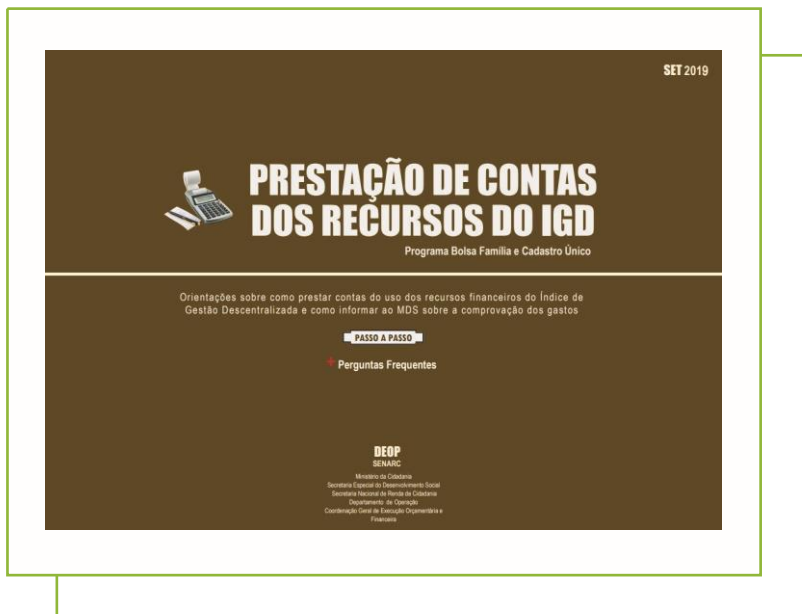 SET 2019
PRESTAÇÃO DE CONTAS
DOS RECURSOS DO IGD
Programa Bolsa Família e Cadastro Único
Orientações sobre como prestar contas do uso dos recursos financeiros do Índice de
Gestão Descentralizada e como informar ao MDS sobre a comprovação dos gastos
PASSO A PASSO
+ Perguntas Frequentes
DEOP
SENARC
Ministério da Cidadania
Secretaria Especial do Desenvolvimento Social
Secretaria Nacional de Renda de Cidadania
Departamento de Operação
Coordenação Geral de Execução Orçamentária e
Financeira